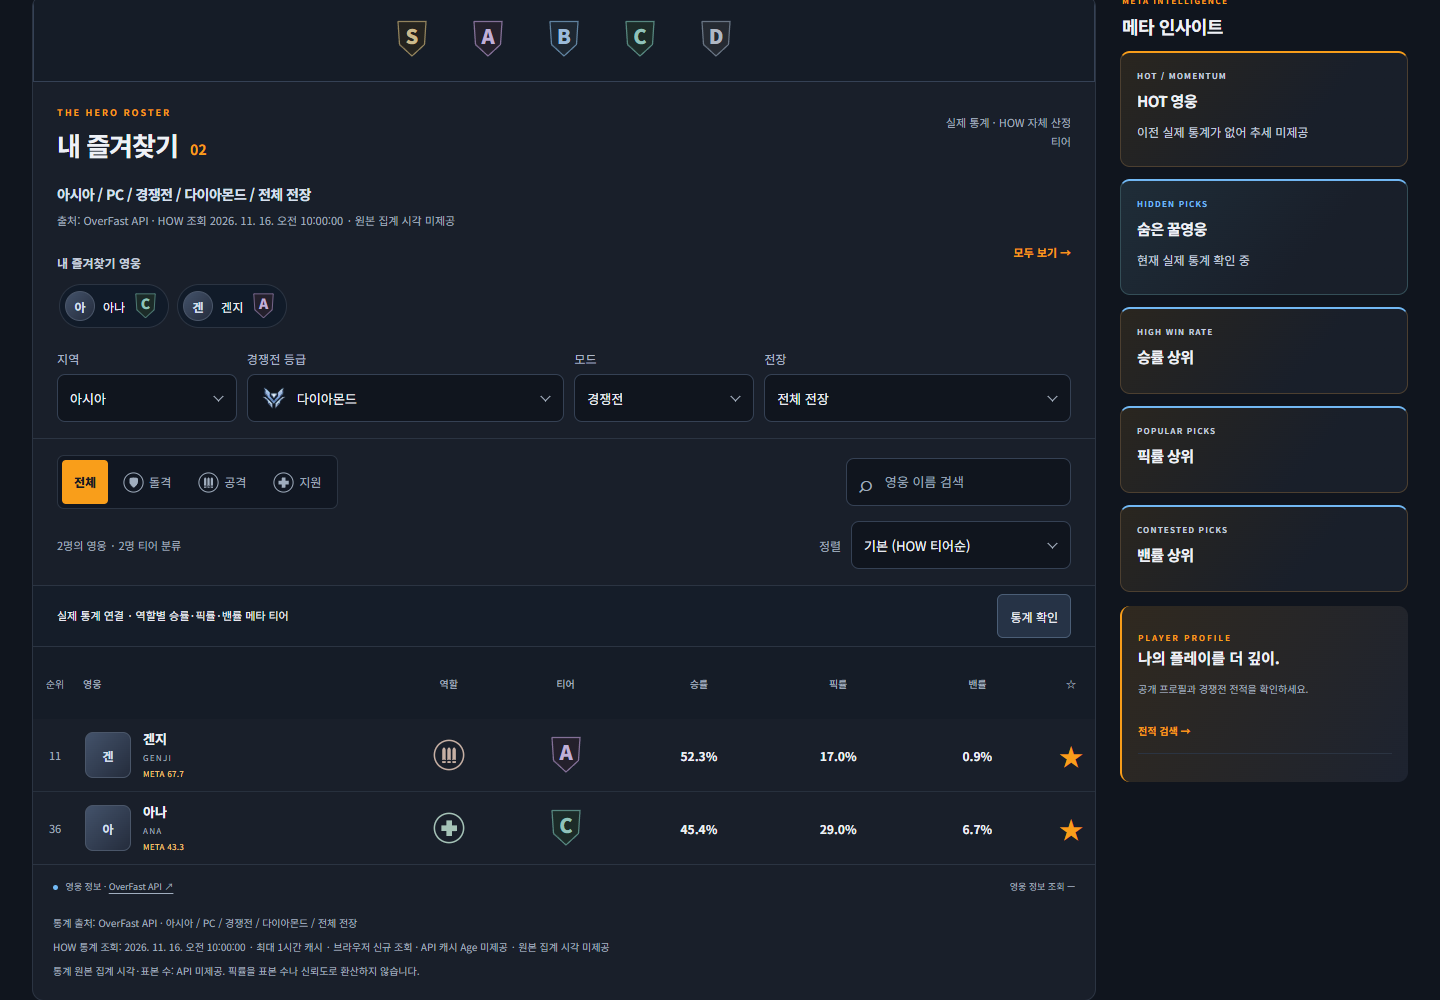 S A B C D
THE HERO ROSTER
내 즐겨찾기 02
실제 통계 · HOW 자체 산정
티어
아시아 / PC / 경쟁전 / 다이아몬드 / 전체 전장
출처: OverFast API · HOW 조회 2026. 11. 16. 오전 10:00:00 · 원본 집계 시각 미제공
내 즐겨찾기 영웅
모두 보기 →
아 아나 C 겐 겐지 A
지역 경쟁전 등급 모드 전장
아시아 다이아몬드 경쟁전 전체 전장
전체 돌격 공격 지원
영웅 이름 검색
2명의 영웅 · 2명 티어 분류
정렬 기본 (HOW 티어순)
실제 통계 연결 · 역할별 승률·픽률·밴률 메타 티어
통계 확인
순위 영웅 역할 티어 승률 픽률 밴률 ☆
11 겐 겐지 A 52.3% 17.0% 0.9% ★
GENJI
META 67.7
36 아 아나 C 45.4% 29.0% 6.7% ★
ANA
META 43.3
영웅 정보 · OverFast API ↗
영웅 정보 조회 —
통계 출처: OverFast API · 아시아 / PC / 경쟁전 / 다이아몬드 / 전체 전장
HOW 통계 조회: 2026. 11. 16. 오전 10:00:00 · 최대 1시간 캐시 · 브라우저 신규 조회 · API 캐시 Age 미제공 · 원본 집계 시각 미제공
통계 원본 집계 시각·표본 수: API 미제공. 픽률을 표본 수나 신뢰도로 환산하지 않습니다.
META INTELLIGENCE
메타 인사이트
HOT / MOMENTUM
HOT 영웅
이전 실제 통계가 없어 추세 미제공
HIDDEN PICKS
숨은 꿀영웅
현재 실제 통계 확인 중
HIGH WIN RATE
승률 상위
POPULAR PICKS
픽률 상위
CONTESTED PICKS
밴률 상위
PLAYER PROFILE
나의 플레이를 더 깊이.
공개 프로필과 경쟁전 전적을 확인하세요.
전적 검색 →